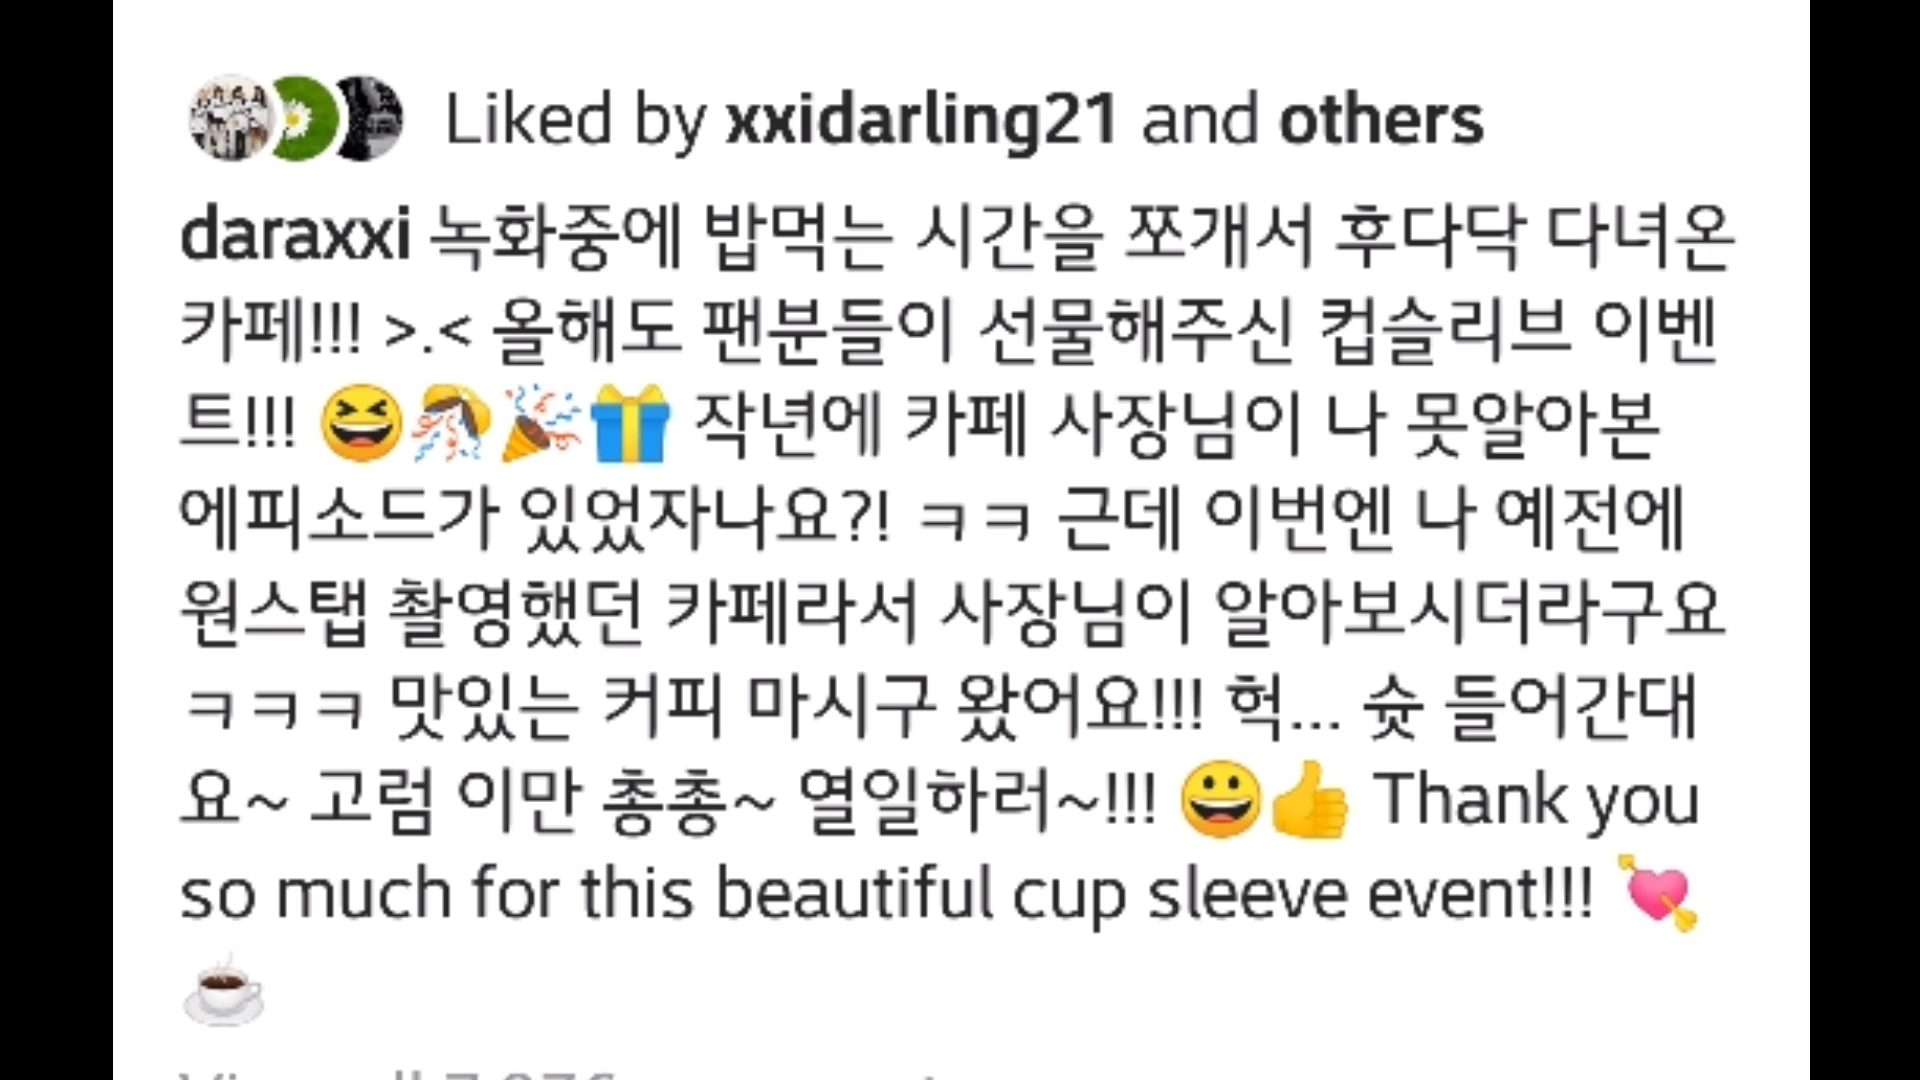 Liked by xxidarling21 and others
daraxxi 녹화중에 밥먹는 시간을 쪼개서 후다닥 다녀온
카페!!! >.< 올해도 팬분들이 선물해주신 컵슬리브 이벤
트!!! 😆🎊🎉🎁 작년에 카페 사장님이 나 못알아본
에피소드가 있었자나요?! ㅋㅋ 근데 이번엔 나 예전에
원스탭 촬영했던 카페라서 사장님이 알아보시더라구요
ㅋㅋㅋ 맛있는 커피 마시구 왔어요!!! 헉... 슛 들어간대
요~ 고럼 이만 총총~ 열일하러~!!! 😀👍 Thank you
so much for this beautiful cup sleeve event!!! 💘
☕